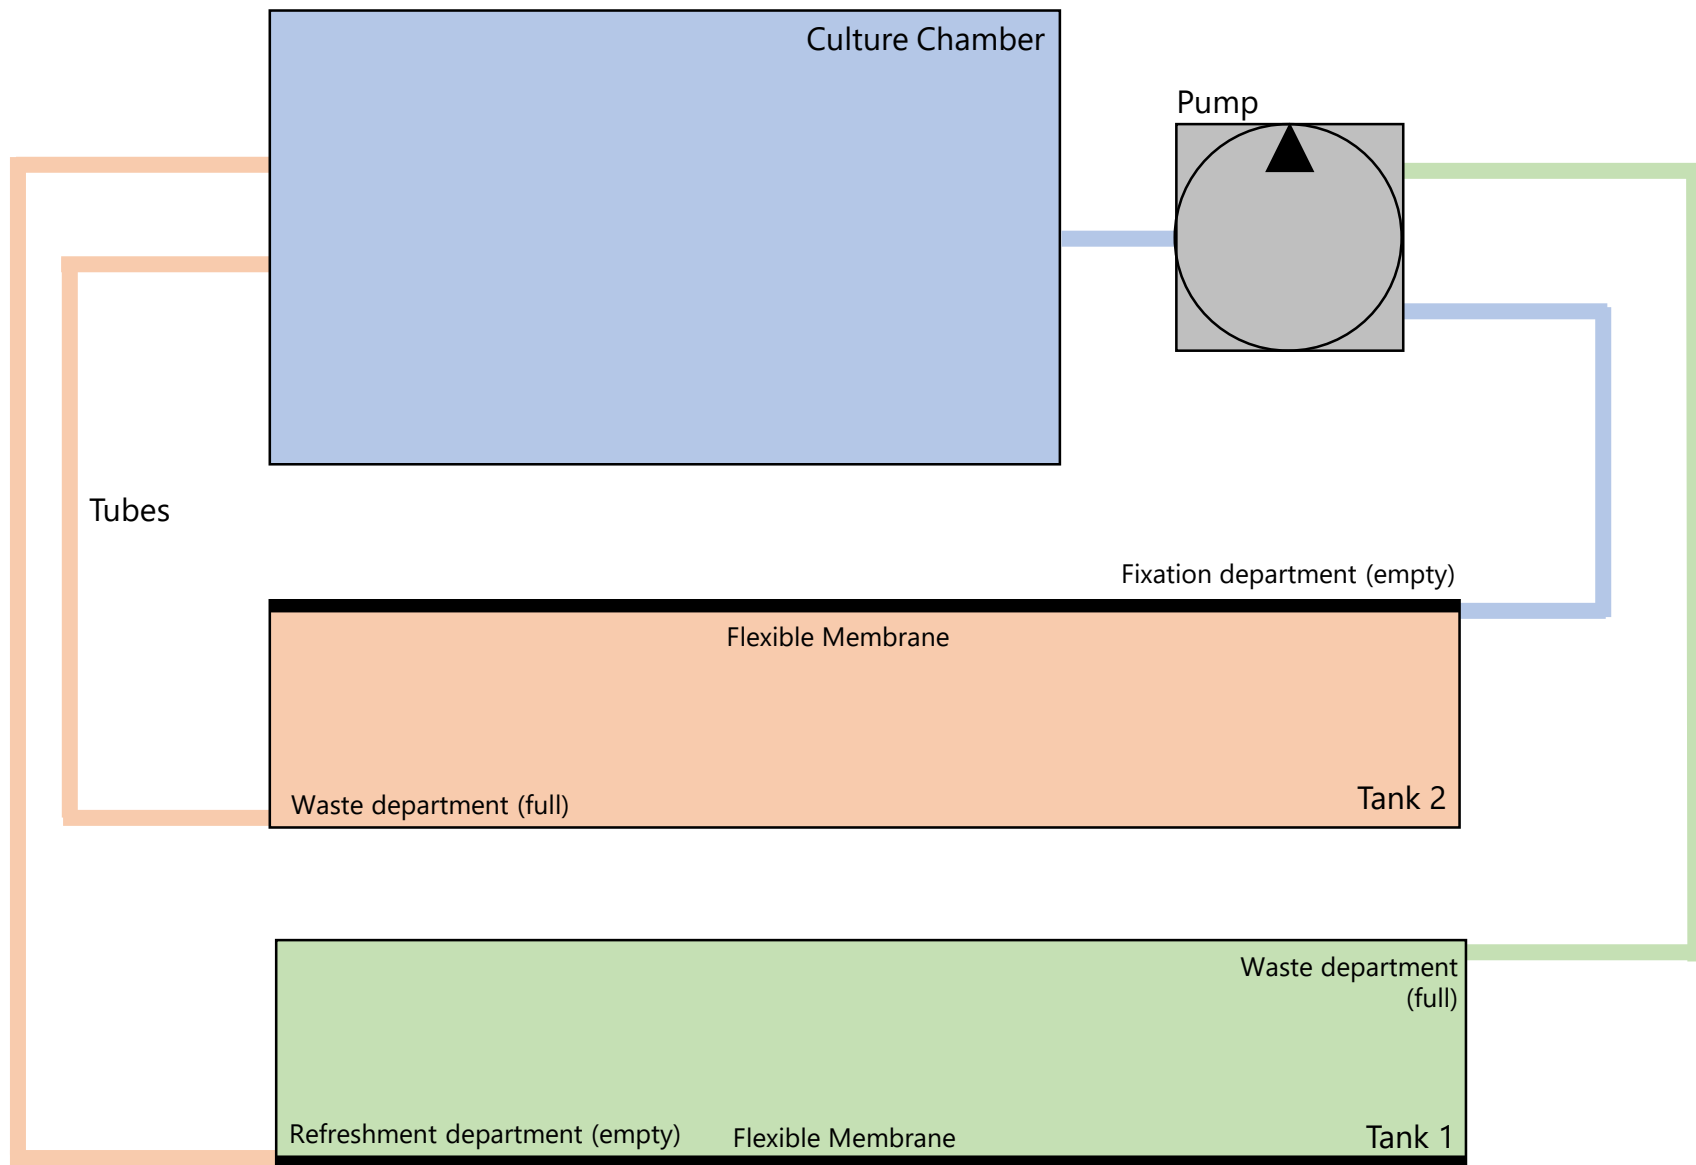 Culture Chamber
Pump
Tubes
Fixation department (empty)
Flexible Membrane
Waste department (full)
Tank 2
Waste department
(full)
Refreshment department (empty)
Flexible Membrane
Tank 1